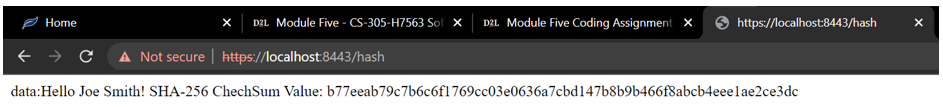 Home
D2L Module Five - CS-305-H7563 Sof
D2L Module Five Coding Assignment
https://localhost:8443/hash
Not secure | https://localhost:8443/hash
data:Hello Joe Smith! SHA-256 ChechSum Value: b77eeab79c7b6c6f1769cc03e0636a7cbd147b8b9b466f8abcb4eee1ae2ce3dc